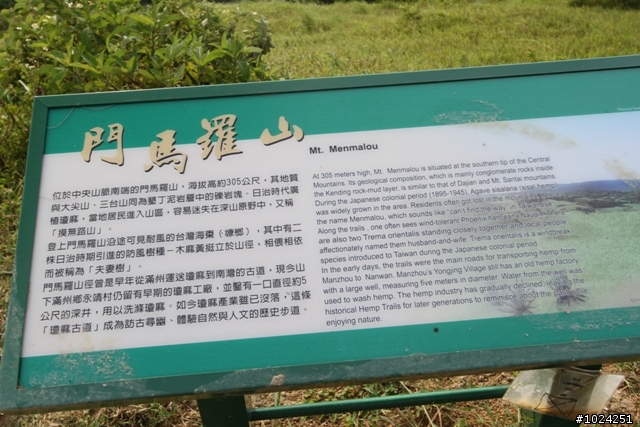 門馬羅山
位於中央山脈南端的門馬羅山，海拔高約305公尺，其地質
與大尖山、三台山同為墾丁泥岩層中的礫岩塊。日治時代廣
植瓊麻，當地居民進入山區，容易迷失在深山原野中，又稱
「摸無路山」。
登上門馬羅山沿途可見耐風的台灣海棗（糠榔），其中有二
株日治時期引進的防風樹種－木麻黃挺立於山徑，相偎相依
而被稱為「夫妻樹」。
門馬羅山徑曾是早年從滿州運送瓊麻到南灣的古道，現今山
下滿州鄉永靖村仍留有早期的瓊麻工廠，並鑿有一口直徑約5
公尺的深井，用以洗滌瓊麻。如今瓊麻產業雖已沒落，這條
「瓊麻古道」成為訪古尋幽、體驗自然與人文的歷史步道。
Mt. Menmalou
At 305 meters high, Mt. Menmalou is situated at the southern tip of the Central
Mountains. Its geological composition, which is mainly conglomerate rocks inside
the Kending rock-mud layer, is similar to that of Dajian and Mt. Santai mountains.
During the Japanese colonial period (1895-1945), Agave sisalana (sisal hemp)
was widely grown in the area. Residents often got lost in the mountains
the name Menmalou, which sounds like "can't find the way
Along the trails , one often sees wind-tolerant Phoenix hanceana
are also two Trema orientalis standing closely together, and local people
affectionately named them husband-and-wife. Trema orientalis is a windbreak
species introduced to Taiwan during the Japanese colonial period.
In the early days, the trails were the main roads for transporting hemp from
Manzhou to Nanwan. Manzhou's Yongjing Village still has an old hemp factory
with a large well, measuring five meters in diameter. Water from the well was
used to wash hemp. The hemp industry has gradually declined, leaving the
historical Hemp Trails for later generations to reminisce about the past while
enjoying nature.
#1024251